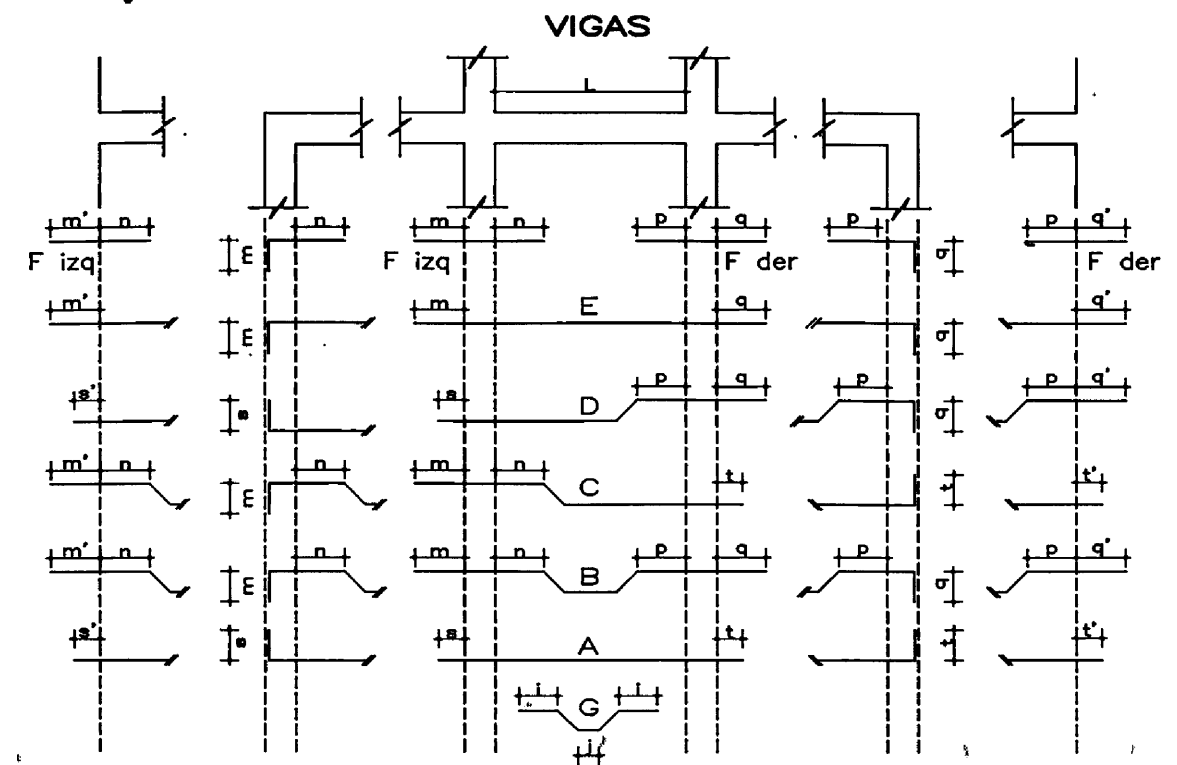 VIGAS
L
m' n n m n p q p p q'
m q
F izq F izq F der F der
m' m E q q'
m q
s' s D p q p p q'
s q
m' n n m n C t t'
m t
m' n n m n B p q p p q'
m q
s' s A t t'
s t
i G i
j